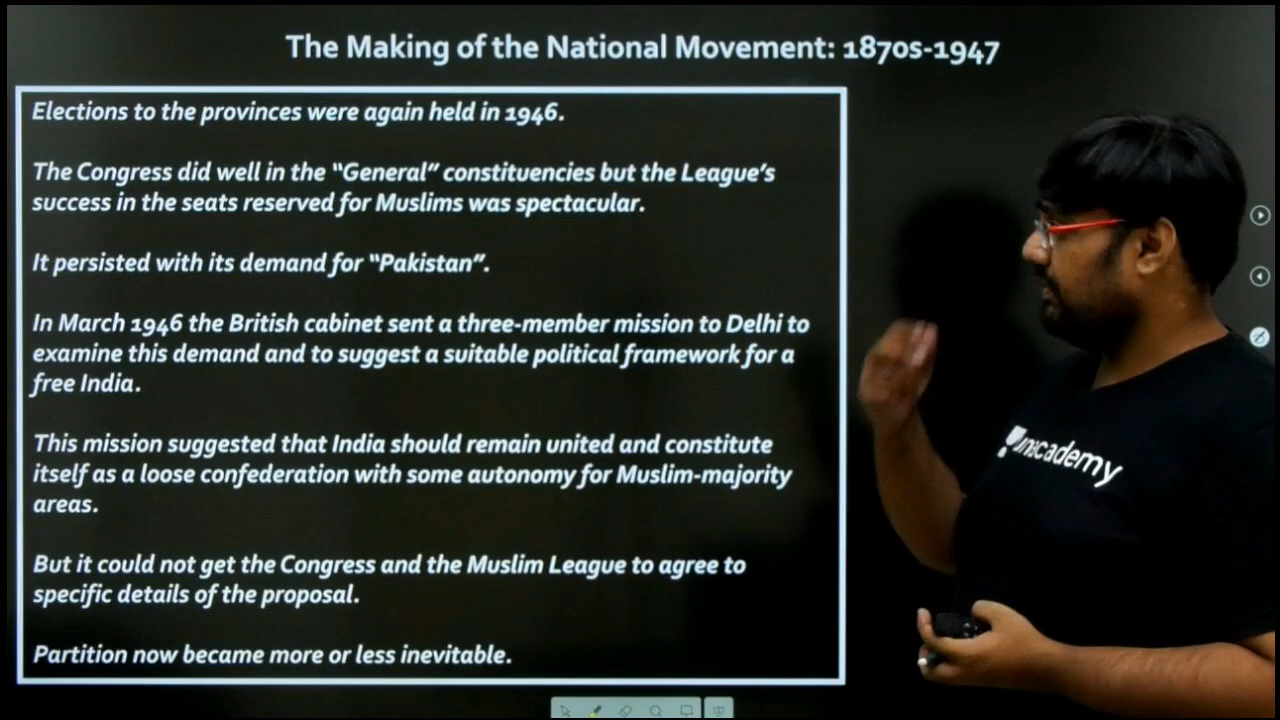 The Making of the National Movement: 1870s-1947
Elections to the provinces were again held in 1946.
The Congress did well in the “General” constituencies but the League’s
success in the seats reserved for Muslims was spectacular.
It persisted with its demand for “Pakistan”.
In March 1946 the British cabinet sent a three-member mission to Delhi to
examine this demand and to suggest a suitable political framework for a
free India.
This mission suggested that India should remain united and constitute
itself as a loose confederation with some autonomy for Muslim-majority
areas.
But it could not get the Congress and the Muslim League to agree to
specific details of the proposal.
Partition now became more or less inevitable.
unacademy